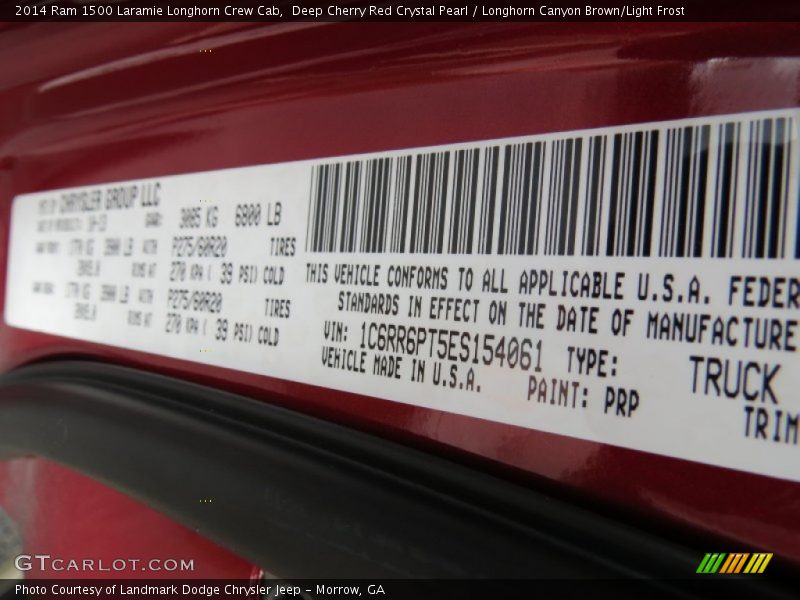 2014 Ram 1500 Laramie Longhorn Crew Cab, Deep Cherry Red Crystal Pearl / Longhorn Canyon Brown/Light Frost
CHRYSLER GROUP LLC
3085 KG 6800 LB
P275/60R20 TIRES
270 KPA ( 39 PSI) COLD
P275/60R20 TIRES
270 KPA ( 39 PSI) COLD
THIS VEHICLE CONFORMS TO ALL APPLICABLE U.S.A. FEDER
STANDARDS IN EFFECT ON THE DATE OF MANUFACTURE
VIN: 1C6RR6PT5ES154061 TYPE: TRUCK
VEHICLE MADE IN U.S.A. PAINT: PRP TRIM
GTCARLOT.COM
Photo Courtesy of Landmark Dodge Chrysler Jeep – Morrow, GA